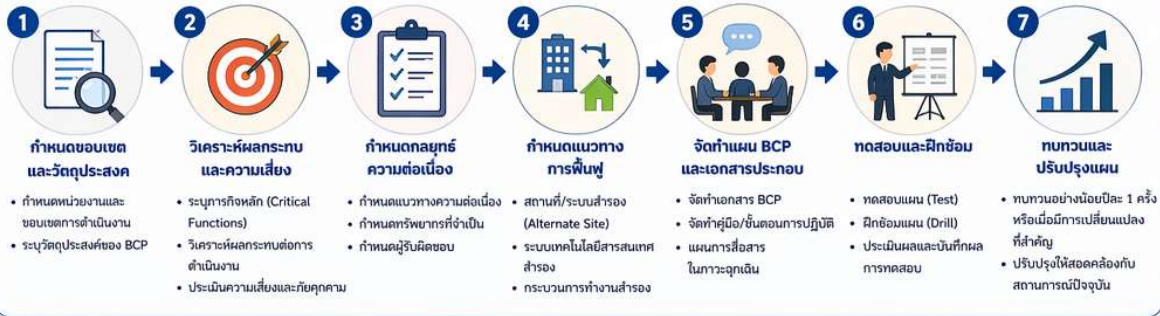 1
กำหนดขอบเขต
และวัตถุประสงค
• กำหนดหน่วยงานและ
ขอบเขตการดำเนินงาน
• ระบุวัตถุประสงค์ของ BCP
2
วิเคราะห์ผลกระทบ
และความเสี่ยง
• ระบุภารกิจหลัก (Critical
Functions)
• วิเคราะห์ผลกระทบต่อการ
ดำเนินงาน
• ประเมินความเสี่ยงและภัยคุกคาม
3
กำหนดกลยุทธ์
ความต่อเนื่อง
• กำหนดแนวทางความต่อเนื่อง
• กำหนดทรัพยากรที่จำเป็น
• กำหนดผู้รับผิดชอบ
4
กำหนดแนวทาง
การฟื้นฟู
• สถานที่/ระบบสำรอง
(Alternate Site)
• ระบบเทคโนโลยีสารสนเทศ
สำรอง
• กระบวนการทำงานสำรอง
5
จัดทำแผน BCP
และเอกสารประกอบ
• จัดทำเอกสาร BCP
• จัดทำคู่มือ/ขั้นตอนการปฏิบัติ
• แผนการสื่อสาร
ในภาวะฉุกเฉิน
6
ทดสอบและฝึกซ้อม
• ทดสอบแผน (Test)
• ฝึกซ้อมแผน (Drill)
• ประเมินผลและบันทึกผล
การทดสอบ
7
ทบทวนและ
ปรับปรุงแผน
• ทบทวนอย่างน้อยปีละ 1 ครั้ง
หรือเมื่อมีการเปลี่ยนแปลง
ที่สำคัญ
• ปรับปรุงให้สอดคล้องกับ
สถานการณ์ปัจจุบัน